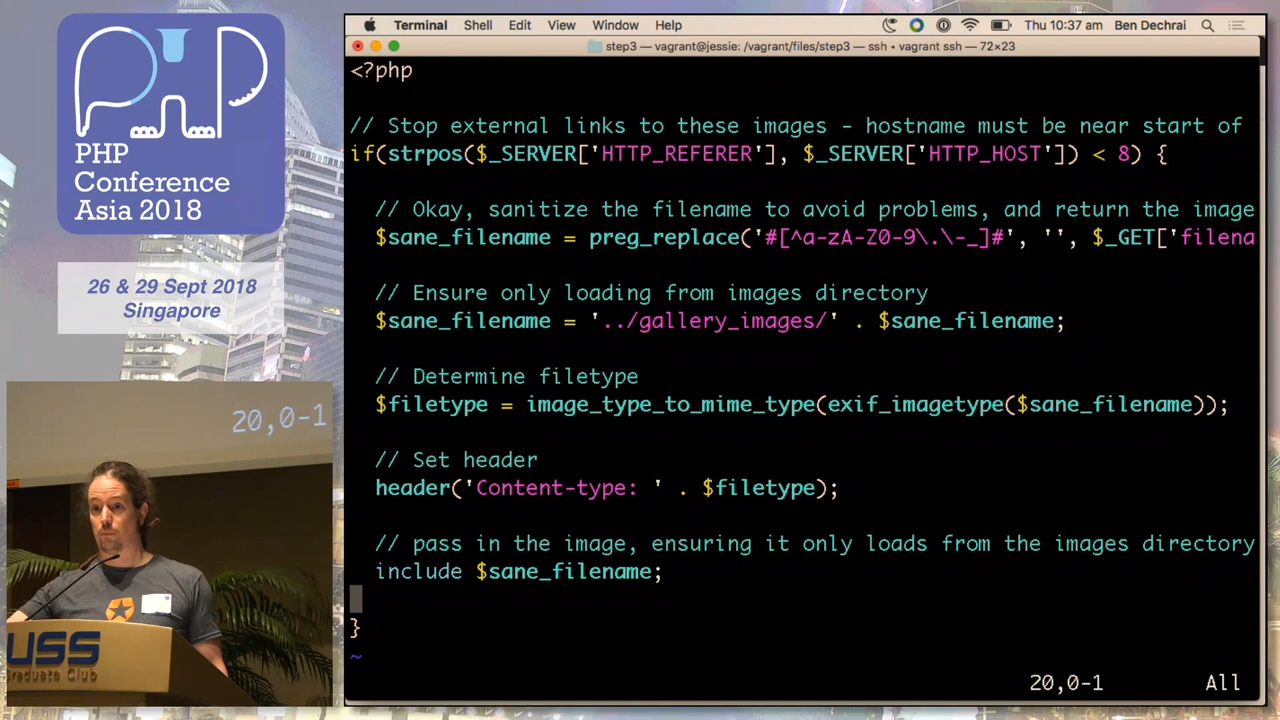 PHP
PHP
Conference
Asia 2018
26 & 29 Sept 2018
Singapore
20,0-1
USS
Graduate Club
Terminal Shell Edit View Window Help Thu 10:37 am Ben Dechrai
step3 — vagrant@jessie: /vagrant/files/step3 — ssh • vagrant ssh — 72×23
<?php
// Stop external links to these images - hostname must be near start of
if(strpos($_SERVER['HTTP_REFERER'], $_SERVER['HTTP_HOST']) < 8) {
// Okay, sanitize the filename to avoid problems, and return the image
$sane_filename = preg_replace('#[^a-zA-Z0-9\.\-_]#', '', $_GET['filena
// Ensure only loading from images directory
$sane_filename = '../gallery_images/' . $sane_filename;
// Determine filetype
$filetype = image_type_to_mime_type(exif_imagetype($sane_filename));
// Set header
header('Content-type: ' . $filetype);
// pass in the image, ensuring it only loads from the images directory
include $sane_filename;
}
~
20,0-1 All